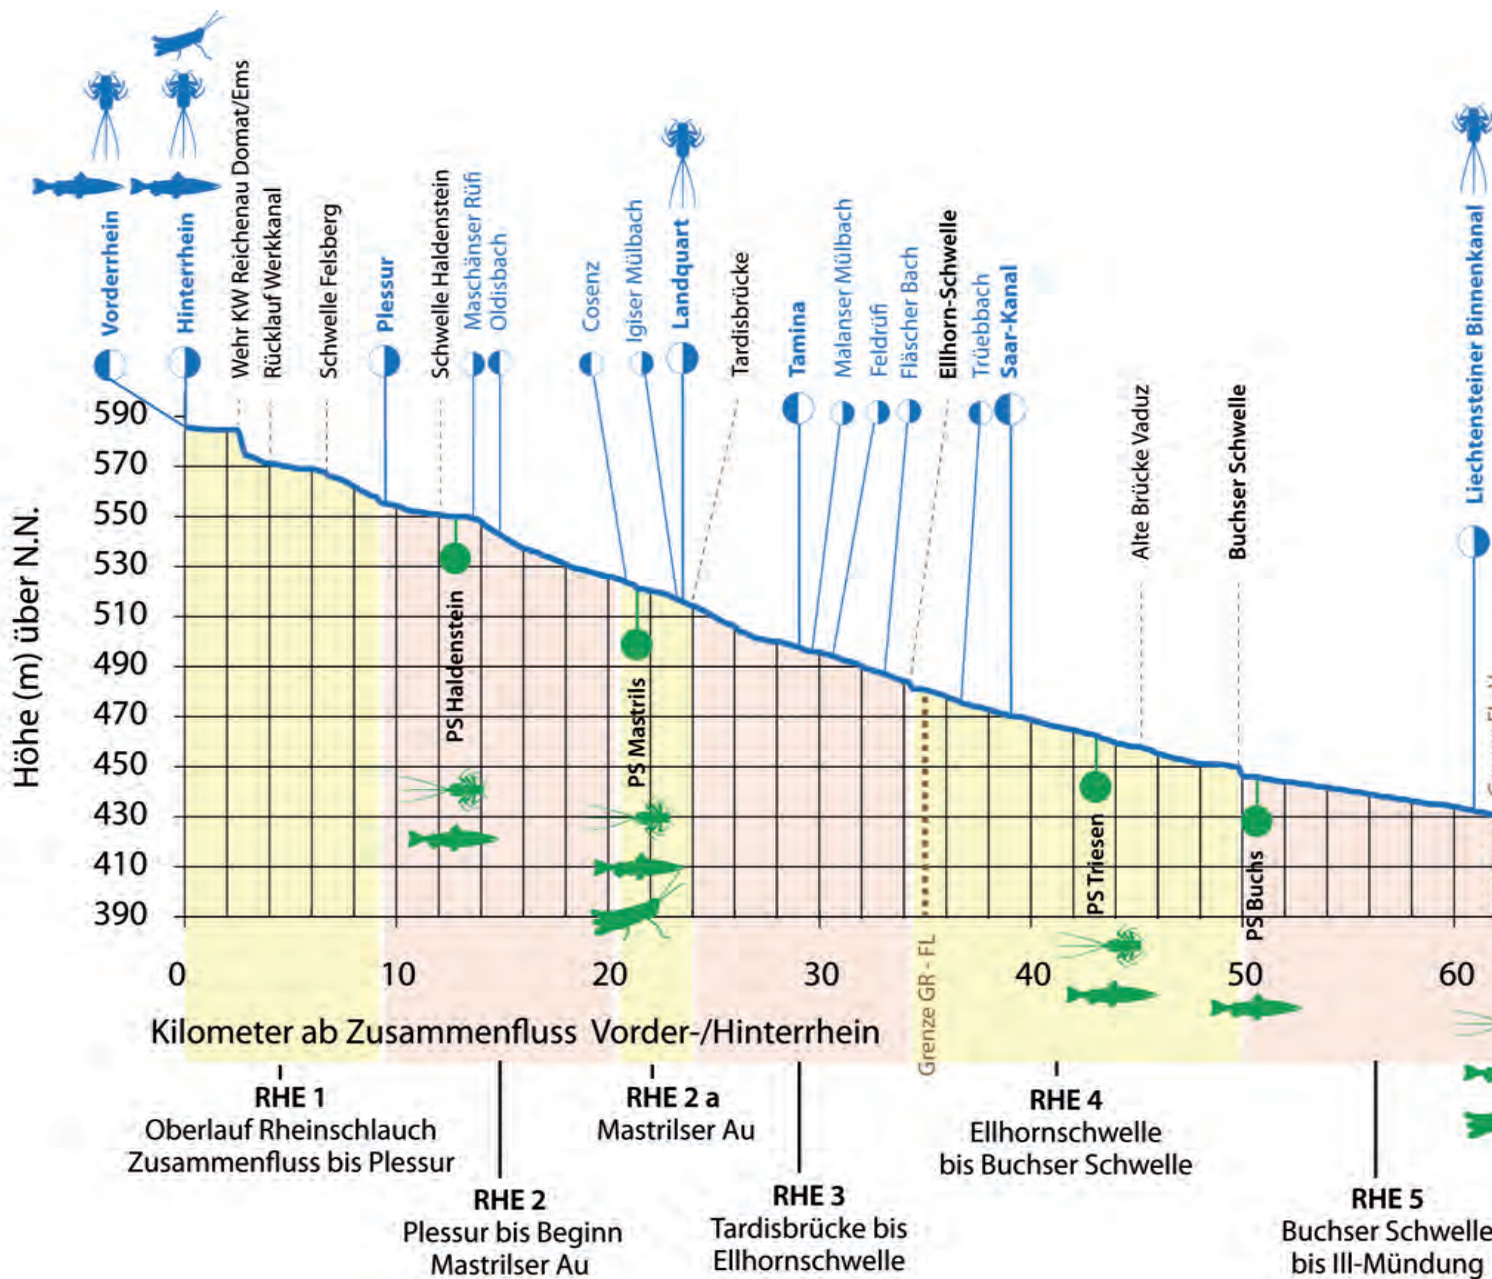 Vorderrhein
Hinterrhein
Wehr KW Reichenau Domat/Ems
Rücklauf Werkkanal
Schwelle Felsberg
Plessur
Schwelle Haldenstein
Maschänser Rüfi
Oldisbach
Cosenz
Igiser Mülbach
Landquart
Tardisbrücke
Tamina
Malanser Mülbach
Feldrüfi
Fläscher Bach
Ellhorn-Schwelle
Trüebbach
Saar-Kanal
Alte Brücke Vaduz
Buchser Schwelle
Liechtensteiner Binnenkanal
Höhe (m) über N.N.
590
570
550
530
510
490
470
450
430
410
390
PS Haldenstein
PS Mastrils
PS Triesen
PS Buchs
Grenze GR - FL
0 10 20 30 40 50 60
Kilometer ab Zusammenfluss Vorder-/Hinterrhein
RHE 1
Oberlauf Rheinschlauch
Zusammenfluss bis Plessur
RHE 2
Plessur bis Beginn
Mastrilser Au
RHE 2 a
Mastrilser Au
RHE 3
Tardisbrücke bis
Ellhornschwelle
RHE 4
Ellhornschwelle
bis Buchser Schwelle
RHE 5
Buchser Schwelle
bis Ill-Mündung